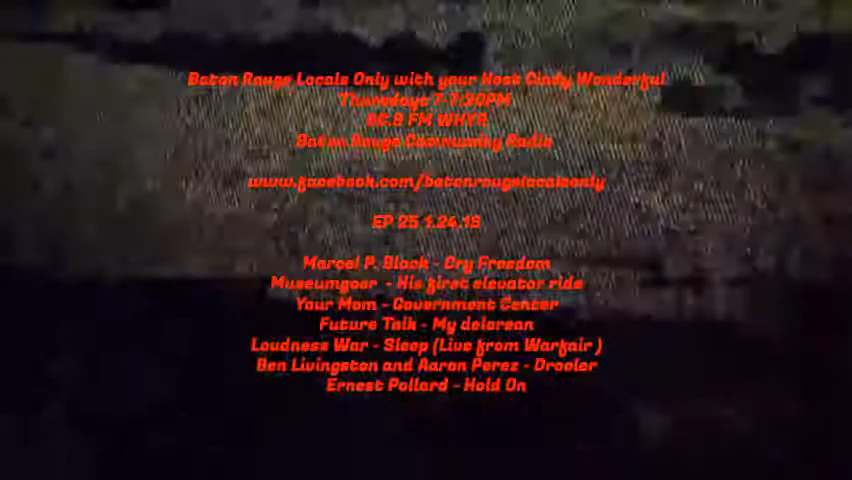 Baton Rouge Locals Only with your Host Cindy Wonderful
Thursdays 7-7:30PM
96.9 FM WHYR
Baton Rouge Community Radio
www.facebook.com/batonrougelocalsonly
EP 25 1.24.18
Marcel P. Black - Cry Freedom
Museumgoer - His first elevator ride
Your Mom - Government Center
Future Talk - My delorean
Loudness War - Sleep (Live from Warfair )
Ben Livingston and Aaron Perez - Drooler
Ernest Pollard - Hold On